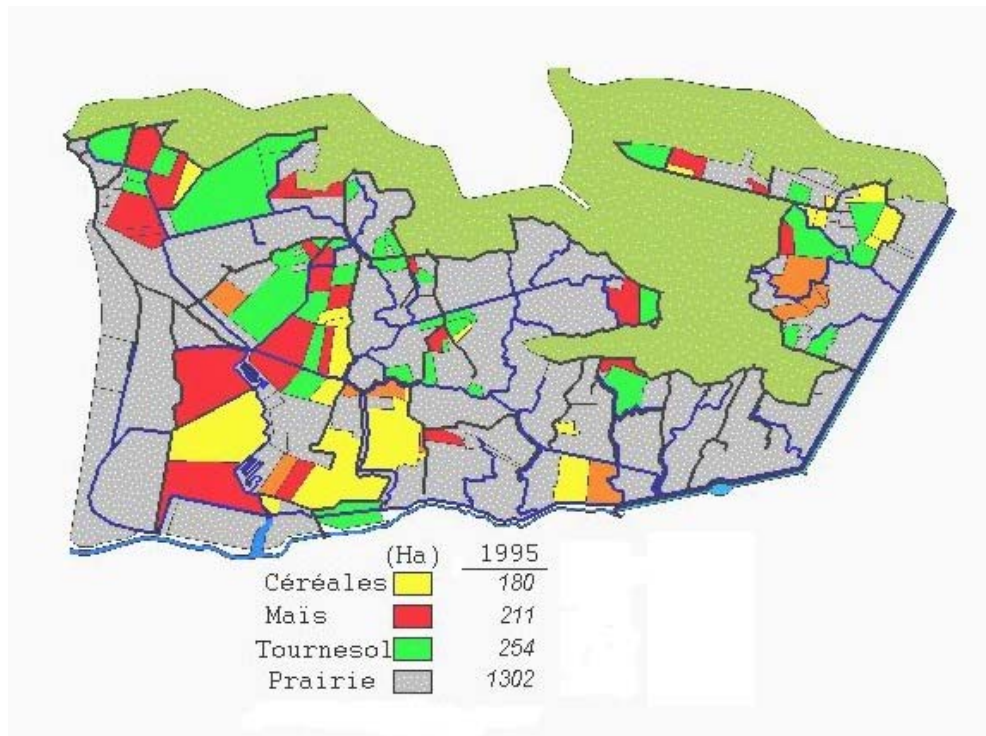 (Ha) 1995
Céréales 180
Maïs 211
Tournesol 254
Prairie 1302